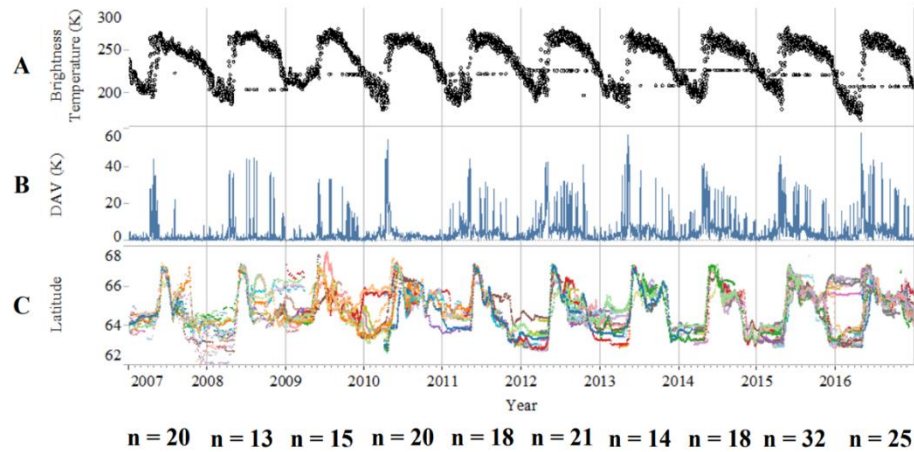 A
Brightness
Temperature (K)
300
250
200
B
DAV (K)
60
40
20
0
C
Latitude
68
66
64
62
2007 2008 2009 2010 2011 2012 2013 2014 2015 2016
Year
n = 20 n = 13 n = 15 n = 20 n = 18 n = 21 n = 14 n = 18 n = 32 n = 25